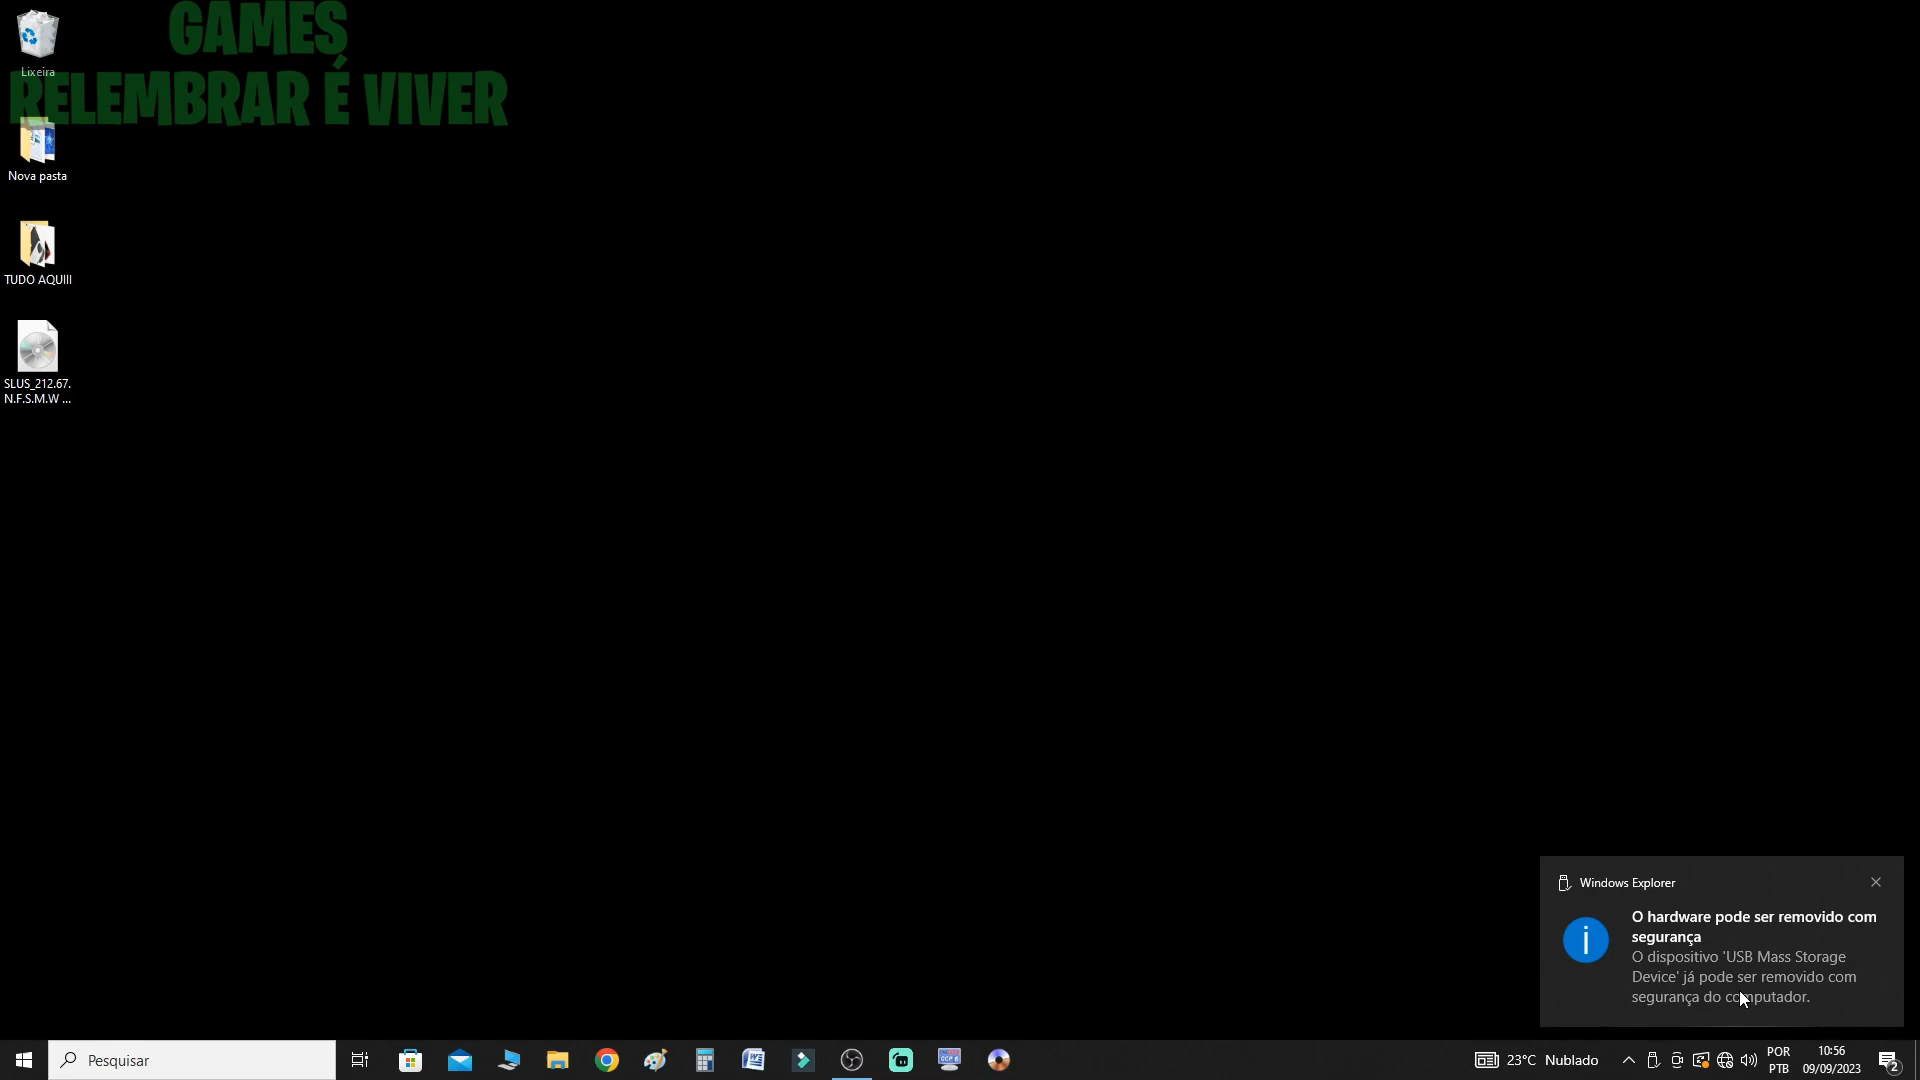 GAMES
RELEMBRAR É VIVER
Lixeira
Nova pasta
TUDO AQUIII
SLUS_212.67.
N.F.S.M.W ...
Windows Explorer
O hardware pode ser removido com
segurança
O dispositivo 'USB Mass Storage
Device' já pode ser removido com
segurança do computador.
Pesquisar
23°C Nublado
POR
PTB
10:56
09/09/2023
2